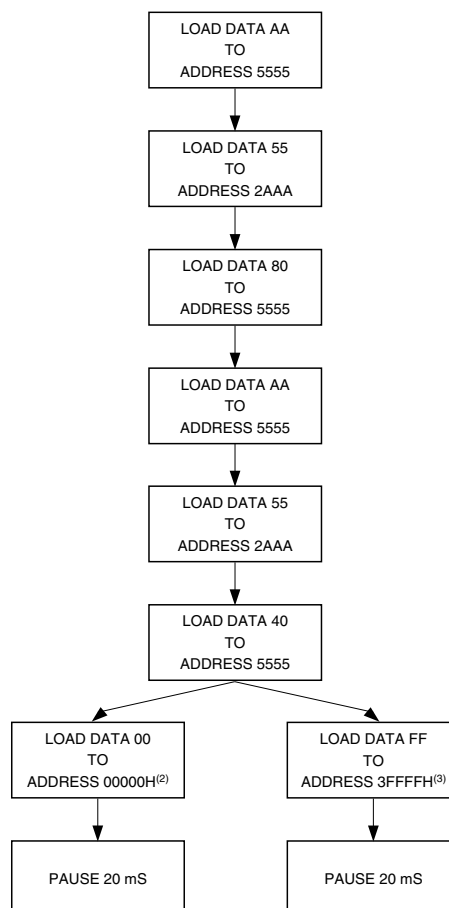 LOAD DATA AA
TO
ADDRESS 5555
LOAD DATA 55
TO
ADDRESS 2AAA
LOAD DATA 80
TO
ADDRESS 5555
LOAD DATA AA
TO
ADDRESS 5555
LOAD DATA 55
TO
ADDRESS 2AAA
LOAD DATA 40
TO
ADDRESS 5555
LOAD DATA 00
TO
ADDRESS 00000H(2)
PAUSE 20 mS
LOAD DATA FF
TO
ADDRESS 3FFFFH(3)
PAUSE 20 mS